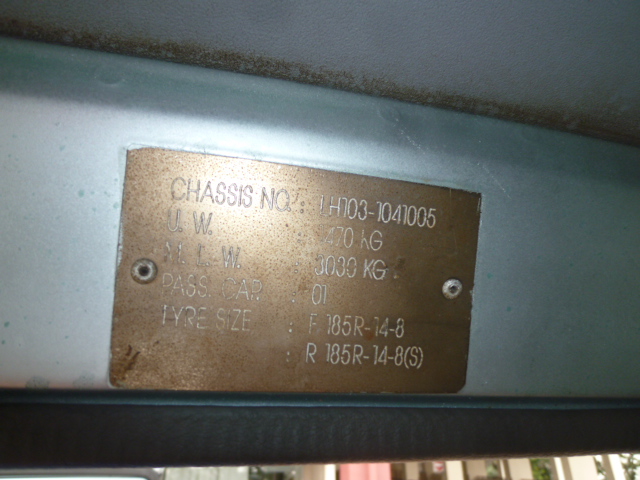 CHASSIS NO. : LH103-1041005
U. W. 470 KG
M. L. W. 3030 KG.
PASS. CAP. : 01
TYRE SIZE : F 185R-14-8
: R 185R-14-8(S)